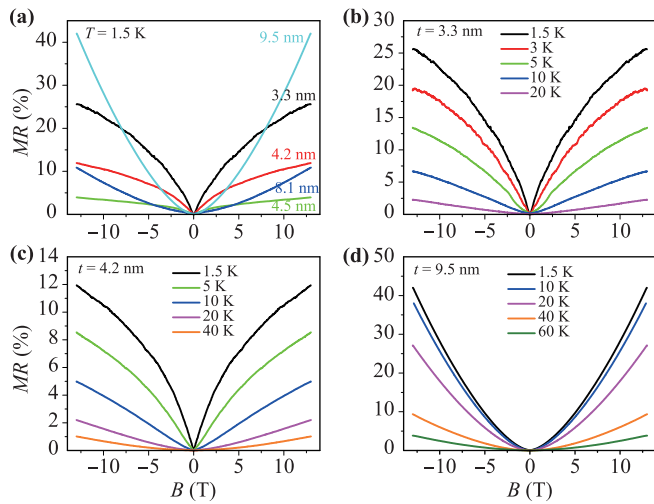 (a)
T = 1.5 K
9.5 nm
3.3 nm
4.2 nm
8.1 nm
4.5 nm
MR (%)
40
30
20
10
0
−10
−5
0
5
10
(b)
t = 3.3 nm
1.5 K
3 K
5 K
10 K
20 K
30
25
20
15
10
5
0
−10
−5
0
5
10
(c)
t = 4.2 nm
1.5 K
5 K
10 K
20 K
40 K
MR (%)
14
12
10
8
6
4
2
0
−10
−5
0
5
10
B (T)
(d)
t = 9.5 nm
1.5 K
10 K
20 K
40 K
60 K
50
40
30
20
10
0
−10
−5
0
5
10
B (T)